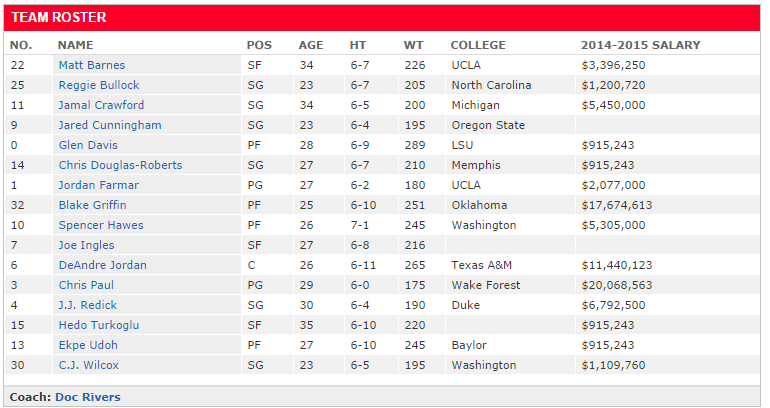 TEAM ROSTER
NO. NAME POS AGE HT WT COLLEGE 2014-2015 SALARY
22 Matt Barnes SF 34 6-7 226 UCLA $3,396,250
25 Reggie Bullock SG 23 6-7 205 North Carolina $1,200,720
11 Jamal Crawford SG 34 6-5 200 Michigan $5,450,000
9 Jared Cunningham SG 23 6-4 195 Oregon State
0 Glen Davis PF 28 6-9 289 LSU $915,243
14 Chris Douglas-Roberts SG 27 6-7 210 Memphis $915,243
1 Jordan Farmar PG 27 6-2 180 UCLA $2,077,000
32 Blake Griffin PF 25 6-10 251 Oklahoma $17,674,613
10 Spencer Hawes PF 26 7-1 245 Washington $5,305,000
7 Joe Ingles SF 27 6-8 216
6 DeAndre Jordan C 26 6-11 265 Texas A&M $11,440,123
3 Chris Paul PG 29 6-0 175 Wake Forest $20,068,563
4 J.J. Redick SG 30 6-4 190 Duke $6,792,500
15 Hedo Turkoglu SF 35 6-10 220 $915,243
13 Ekpe Udoh PF 27 6-10 245 Baylor $915,243
30 C.J. Wilcox SG 23 6-5 195 Washington $1,109,760
Coach: Doc Rivers